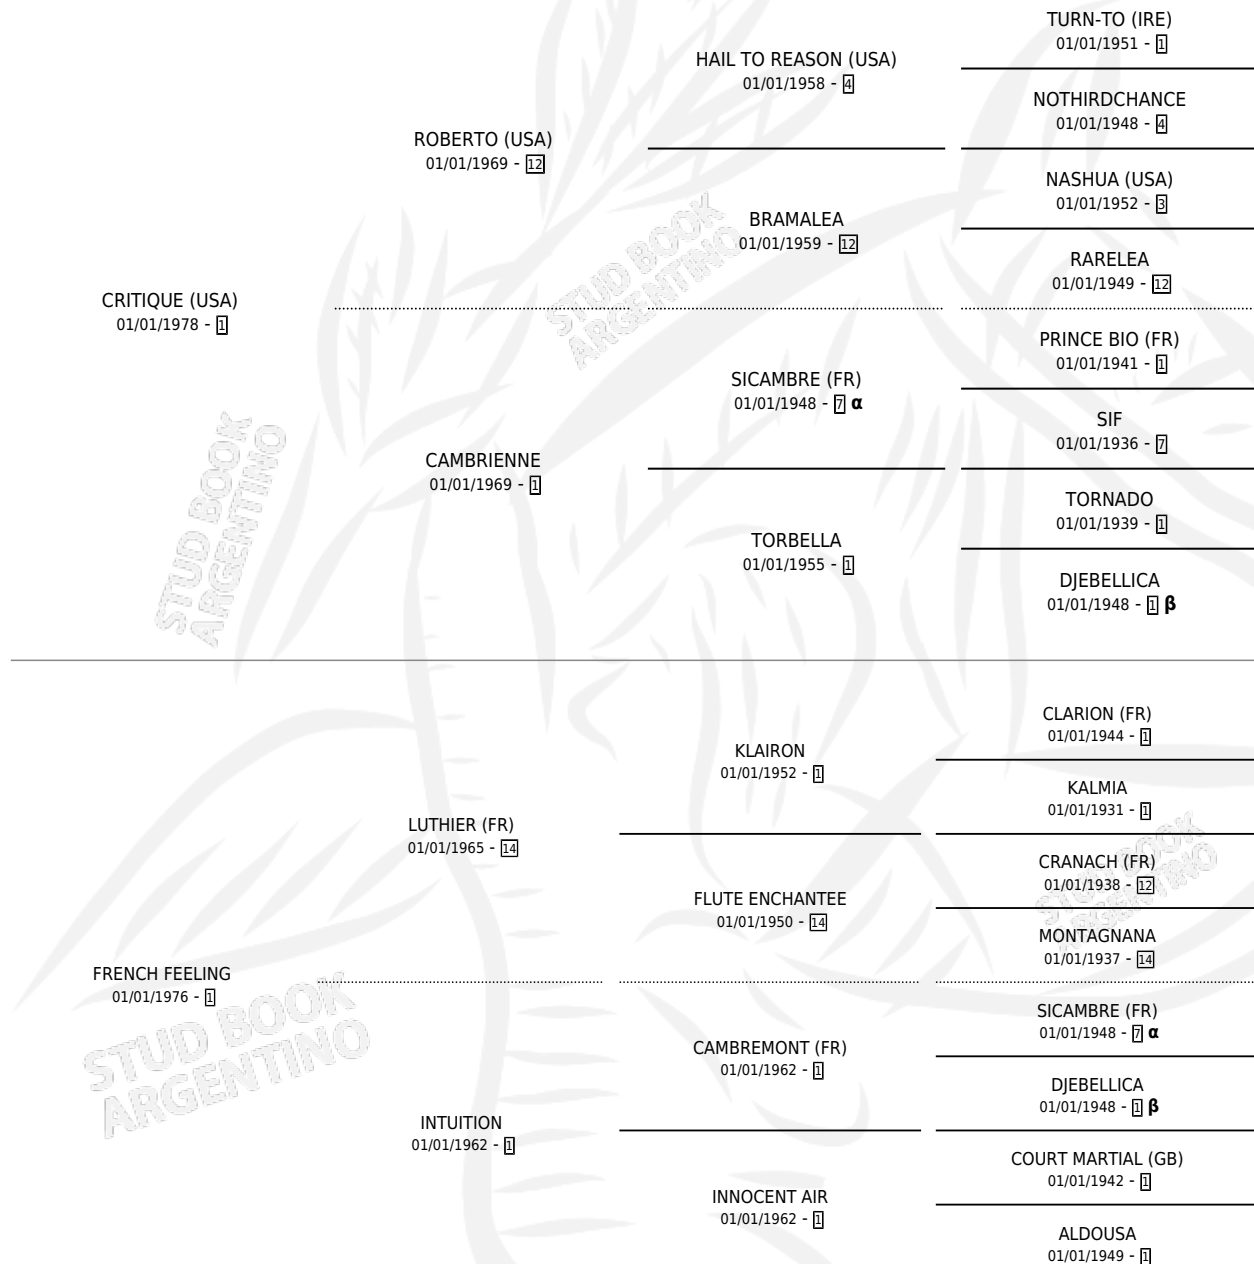 TURN-TO (IRE)
01/01/1951 - 1
HAIL TO REASON (USA)
01/01/1958 - 4
NOTHIRDCHANCE
01/01/1948 - 4
ROBERTO (USA)
01/01/1969 - 12
NASHUA (USA)
01/01/1952 - 3
BRAMALEA
01/01/1959 - 12
RARELEA
01/01/1949 - 12
CRITIQUE (USA)
01/01/1978 - 1
PRINCE BIO (FR)
01/01/1941 - 1
SICAMBRE (FR)
01/01/1948 - 7 α
SIF
01/01/1936 - 7
CAMBRIENNE
01/01/1969 - 1
TORNADO
01/01/1939 - 1
TORBELLA
01/01/1955 - 1
DJEBELLICA
01/01/1948 - 1 β
STUD BOOK
ARGENTINO
STUD BOOK
ARGENTINO
CLARION (FR)
01/01/1944 - 1
KLAIRON
01/01/1952 - 1
KALMIA
01/01/1931 - 1
LUTHIER (FR)
01/01/1965 - 14
CRANACH (FR)
01/01/1938 - 12
FLUTE ENCHANTEE
01/01/1950 - 14
MONTAGNANA
01/01/1937 - 14
FRENCH FEELING
01/01/1976 - 1
SICAMBRE (FR)
01/01/1948 - 7 α
CAMBREMONT (FR)
01/01/1962 - 1
DJEBELLICA
01/01/1948 - 1 β
INTUITION
01/01/1962 - 1
COURT MARTIAL (GB)
01/01/1942 - 1
INNOCENT AIR
01/01/1962 - 1
ALDOUSA
01/01/1949 - 1
STUD BOOK
ARGENTINO
STUD BOOK
ARGENTINO